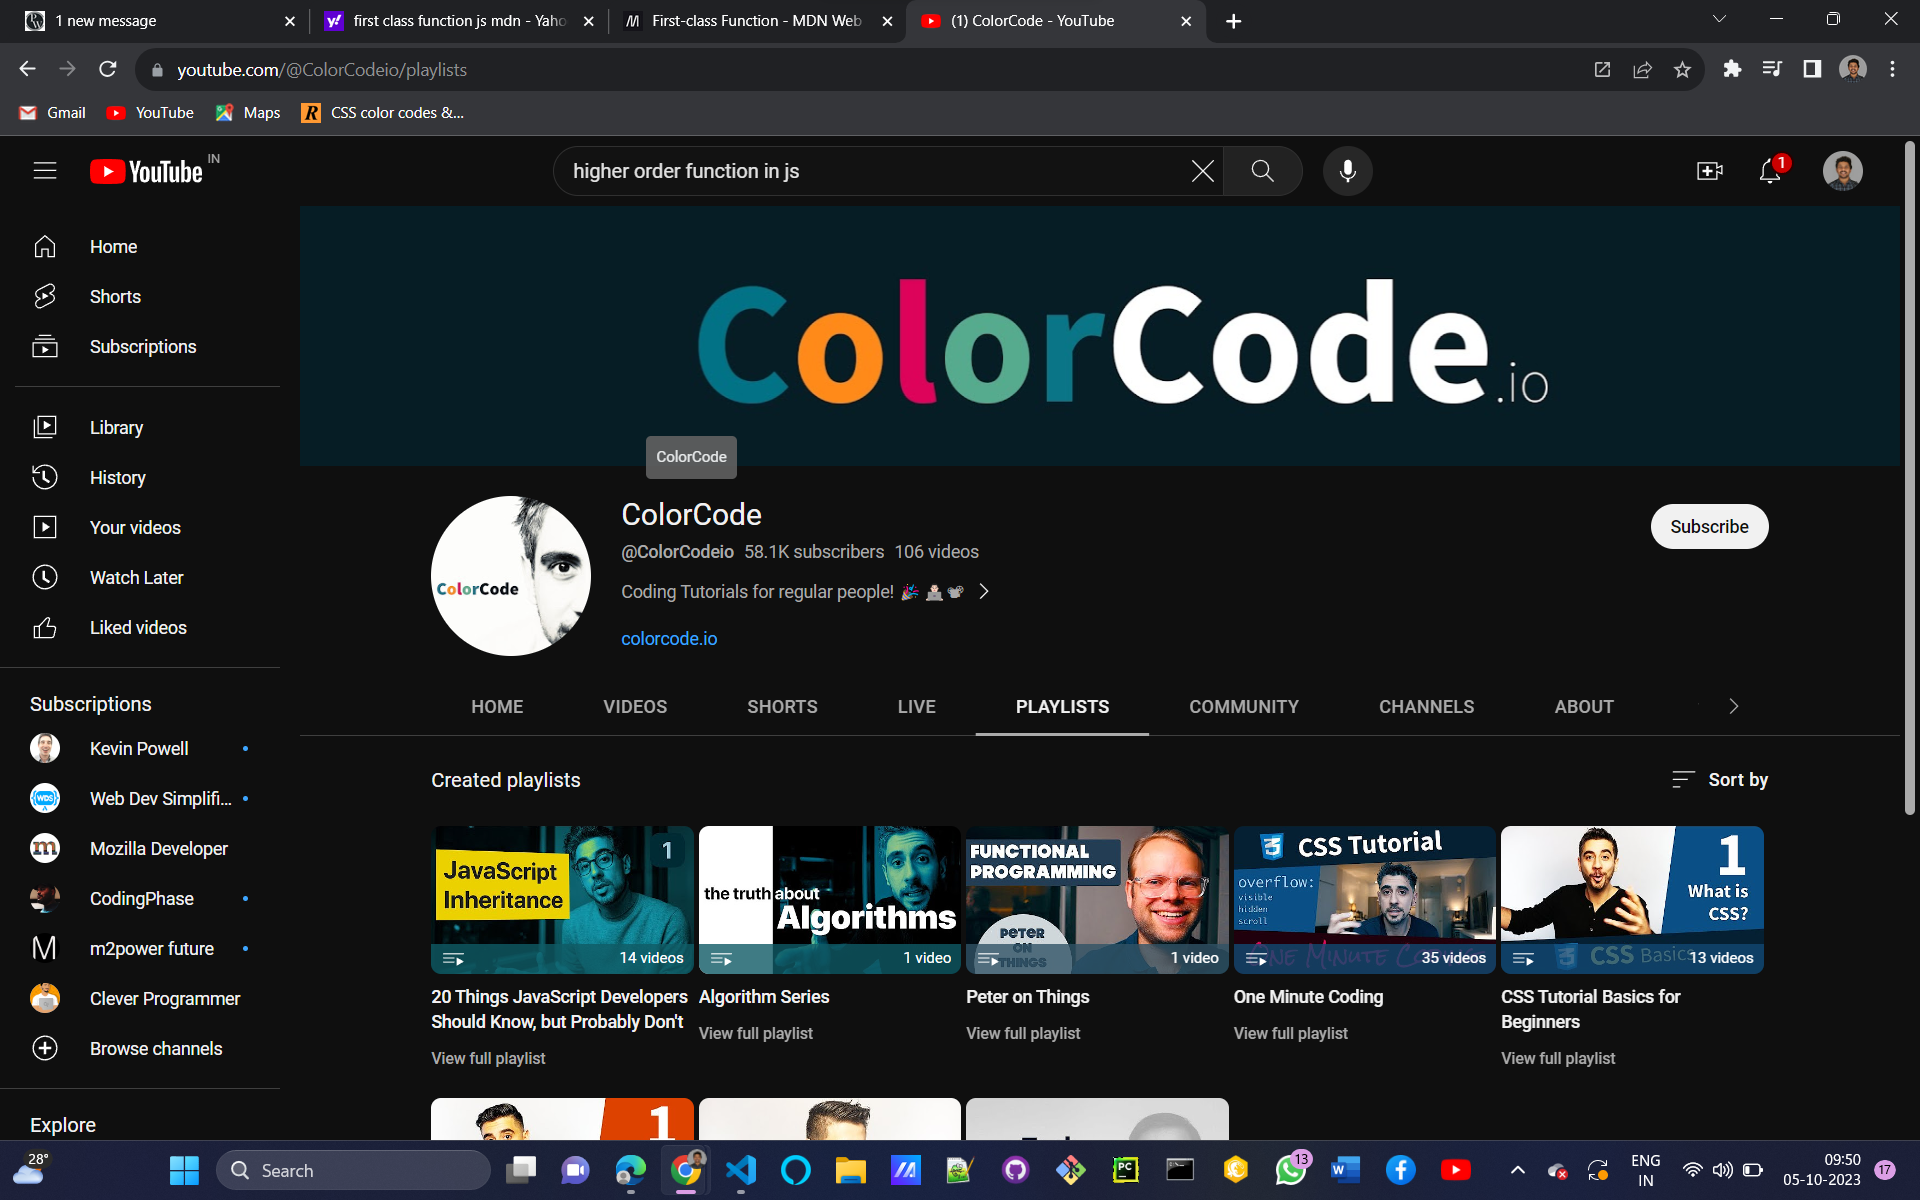 1 new message
first class function js mdn - Yaho
First-class Function - MDN Web
(1) ColorCode - YouTube
youtube.com/@ColorCodeio/playlists
Gmail
YouTube
Maps
R
CSS color codes &...
YouTube
IN
higher order function in js
1
Home
Shorts
Subscriptions
Library
History
Your videos
Watch Later
Liked videos
Subscriptions
Kevin Powell
Web Dev Simplifi...
Mozilla Developer
CodingPhase
m2power future
Clever Programmer
Browse channels
Explore
ColorCode.io
ColorCode
ColorCode
ColorCode
@ColorCodeio 58.1K subscribers 106 videos
Coding Tutorials for regular people!
colorcode.io
Subscribe
HOME
VIDEOS
SHORTS
LIVE
PLAYLISTS
COMMUNITY
CHANNELS
ABOUT
Created playlists
Sort by
JavaScript
Inheritance
1
14 videos
20 Things JavaScript Developers
Should Know, but Probably Don't
View full playlist
the truth about
Algorithms
1 video
Algorithm Series
View full playlist
FUNCTIONAL
PROGRAMMING
PETER
ON
THINGS
1 video
Peter on Things
View full playlist
CSS Tutorial
overflow:
visible
hidden
scroll
35 videos
One Minute Coding
View full playlist
1
What is
CSS?
CSS Basics
13 videos
CSS Tutorial Basics for
Beginners
View full playlist
1
28°
Search
PC
13
ENG
IN
09:50
05-10-2023
17